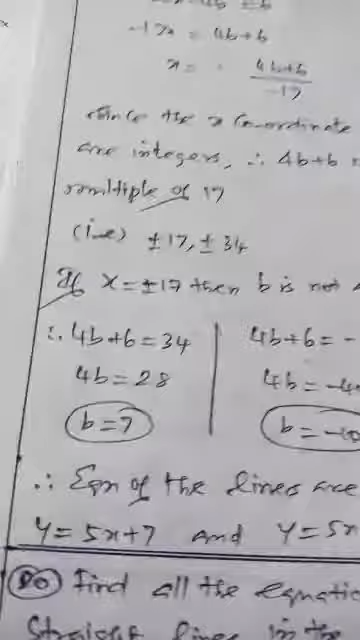 -17x = 4b+6
x = - 4b+6 / -17
Since the x Co-ordinate
are integers, ∴ 4b+6
multiple of 17
(i.e) ±17, ±34
If x = ±17 then b is not
∴ 4b+6 = 34 | 4b+6 = -
4b = 28 | 4b = -4
b = 7 | b = -10
∴ Eqn of the lines are
y = 5x+7 and y = 5x
Find all the equatio
Straight lines in the